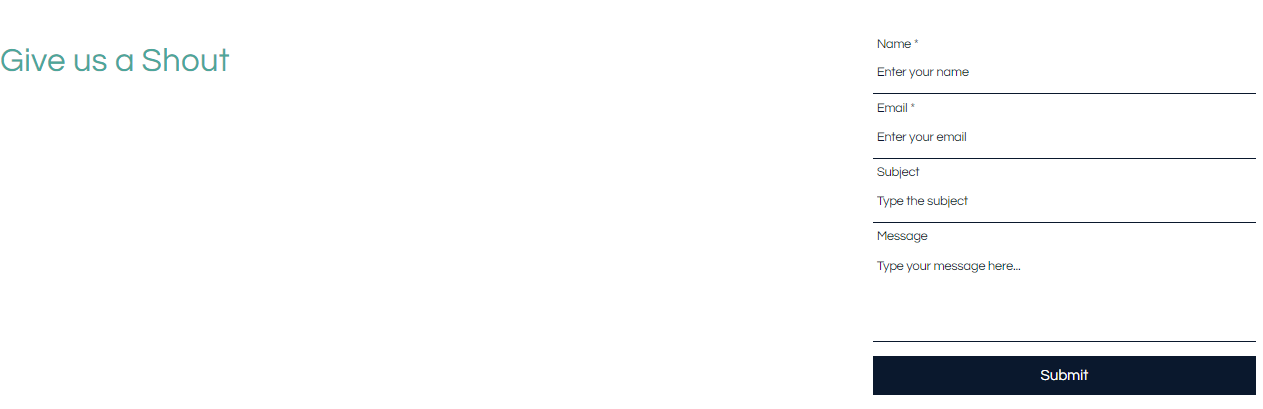 Give us a Shout
Name *
Enter your name
Email *
Enter your email
Subject
Type the subject
Message
Type your message here...
Submit